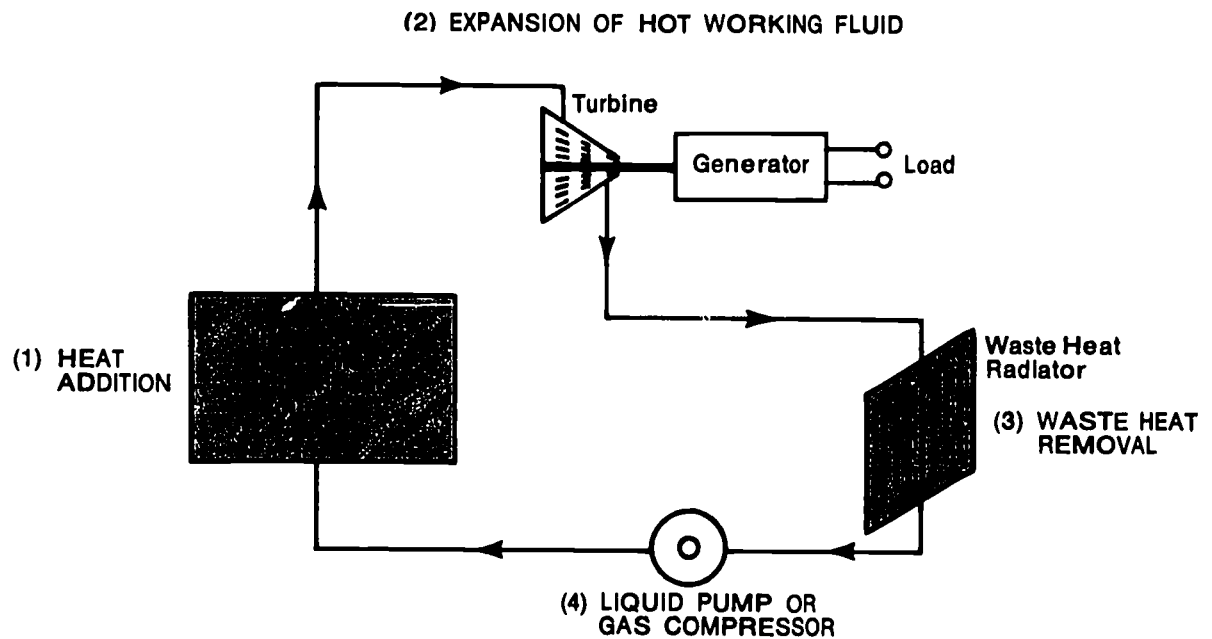 (2) EXPANSION OF HOT WORKING FLUID
Turbine
Generator
Load
(1) HEAT
ADDITION
Waste Heat
Radiator
(3) WASTE HEAT
REMOVAL
(4) LIQUID PUMP OR
GAS COMPRESSOR